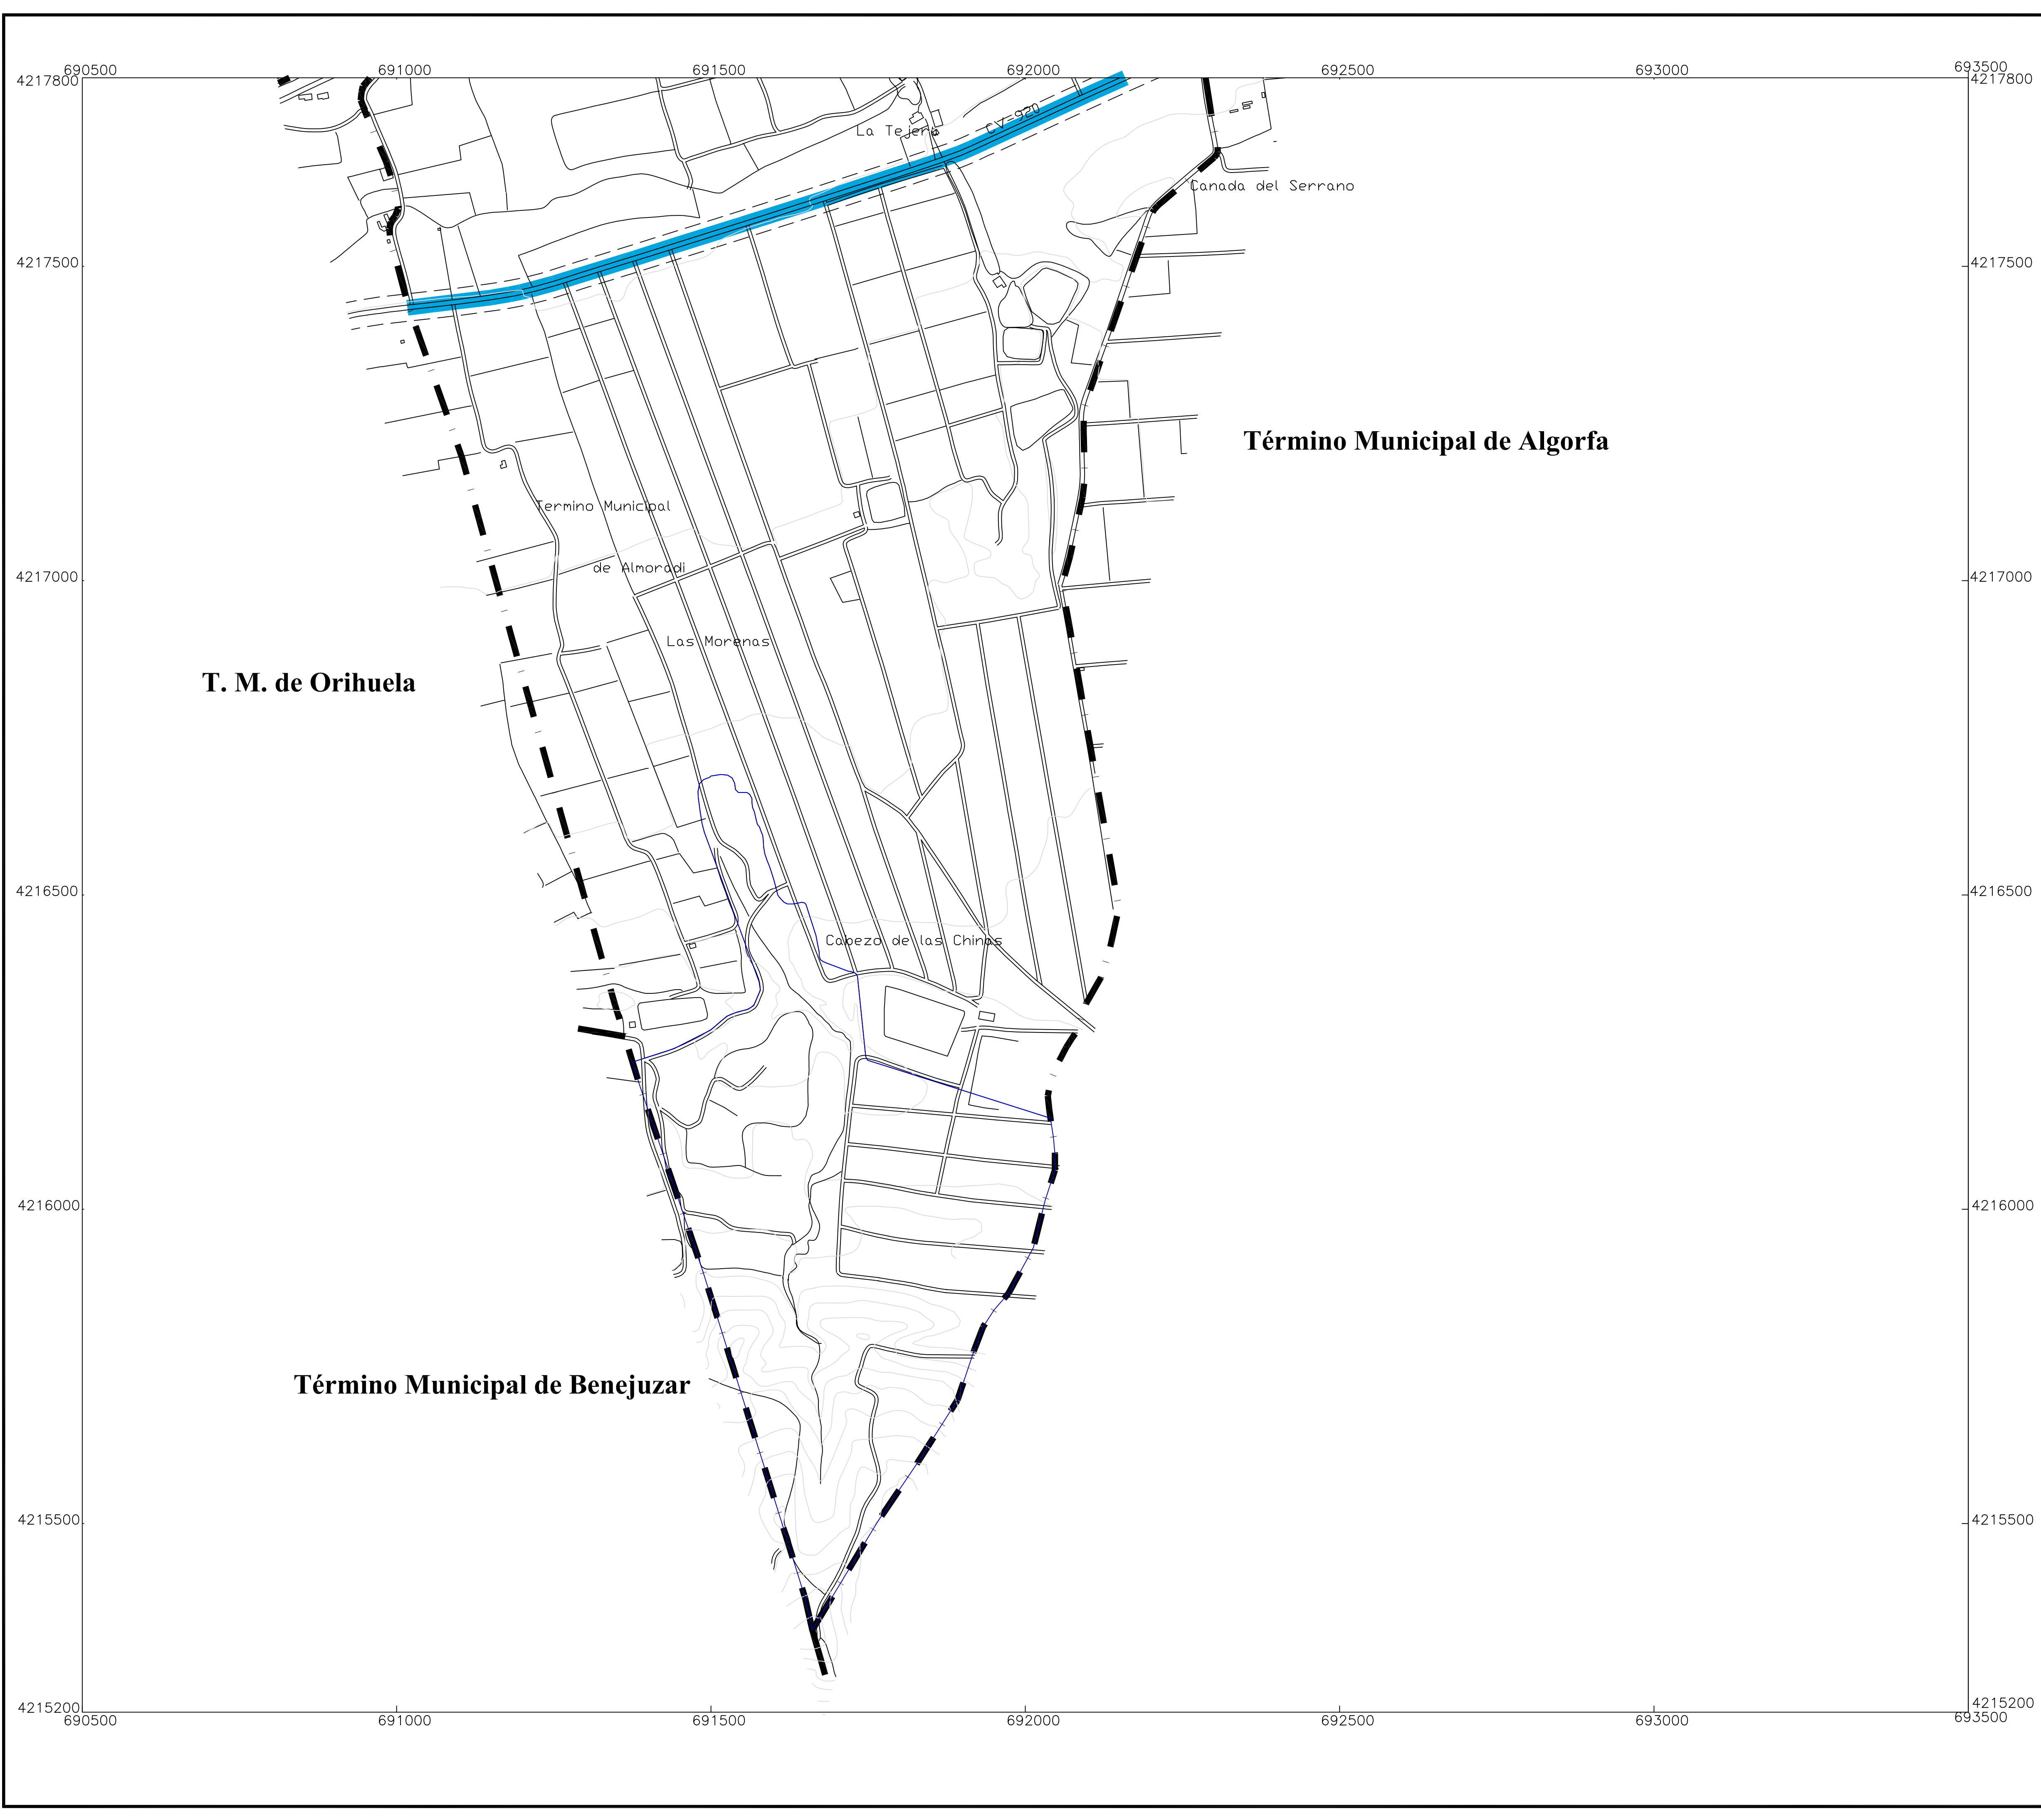 690500 691000 691500 692000 692500 693000 693500
4217800 4217800
CV-920
La Tejera
Canada del Serrano
4217500 4217500
Término Municipal de Algorfa
Termino Municipal
de Almoradi
4217000 4217000
Las Morenas
T. M. de Orihuela
4216500 4216500
Cabezo de las Chinas
4216000 4216000
Término Municipal de Benejuzar
4215500 4215500
4215200 4215200
690500 691000 691500 692000 692500 693000 693500